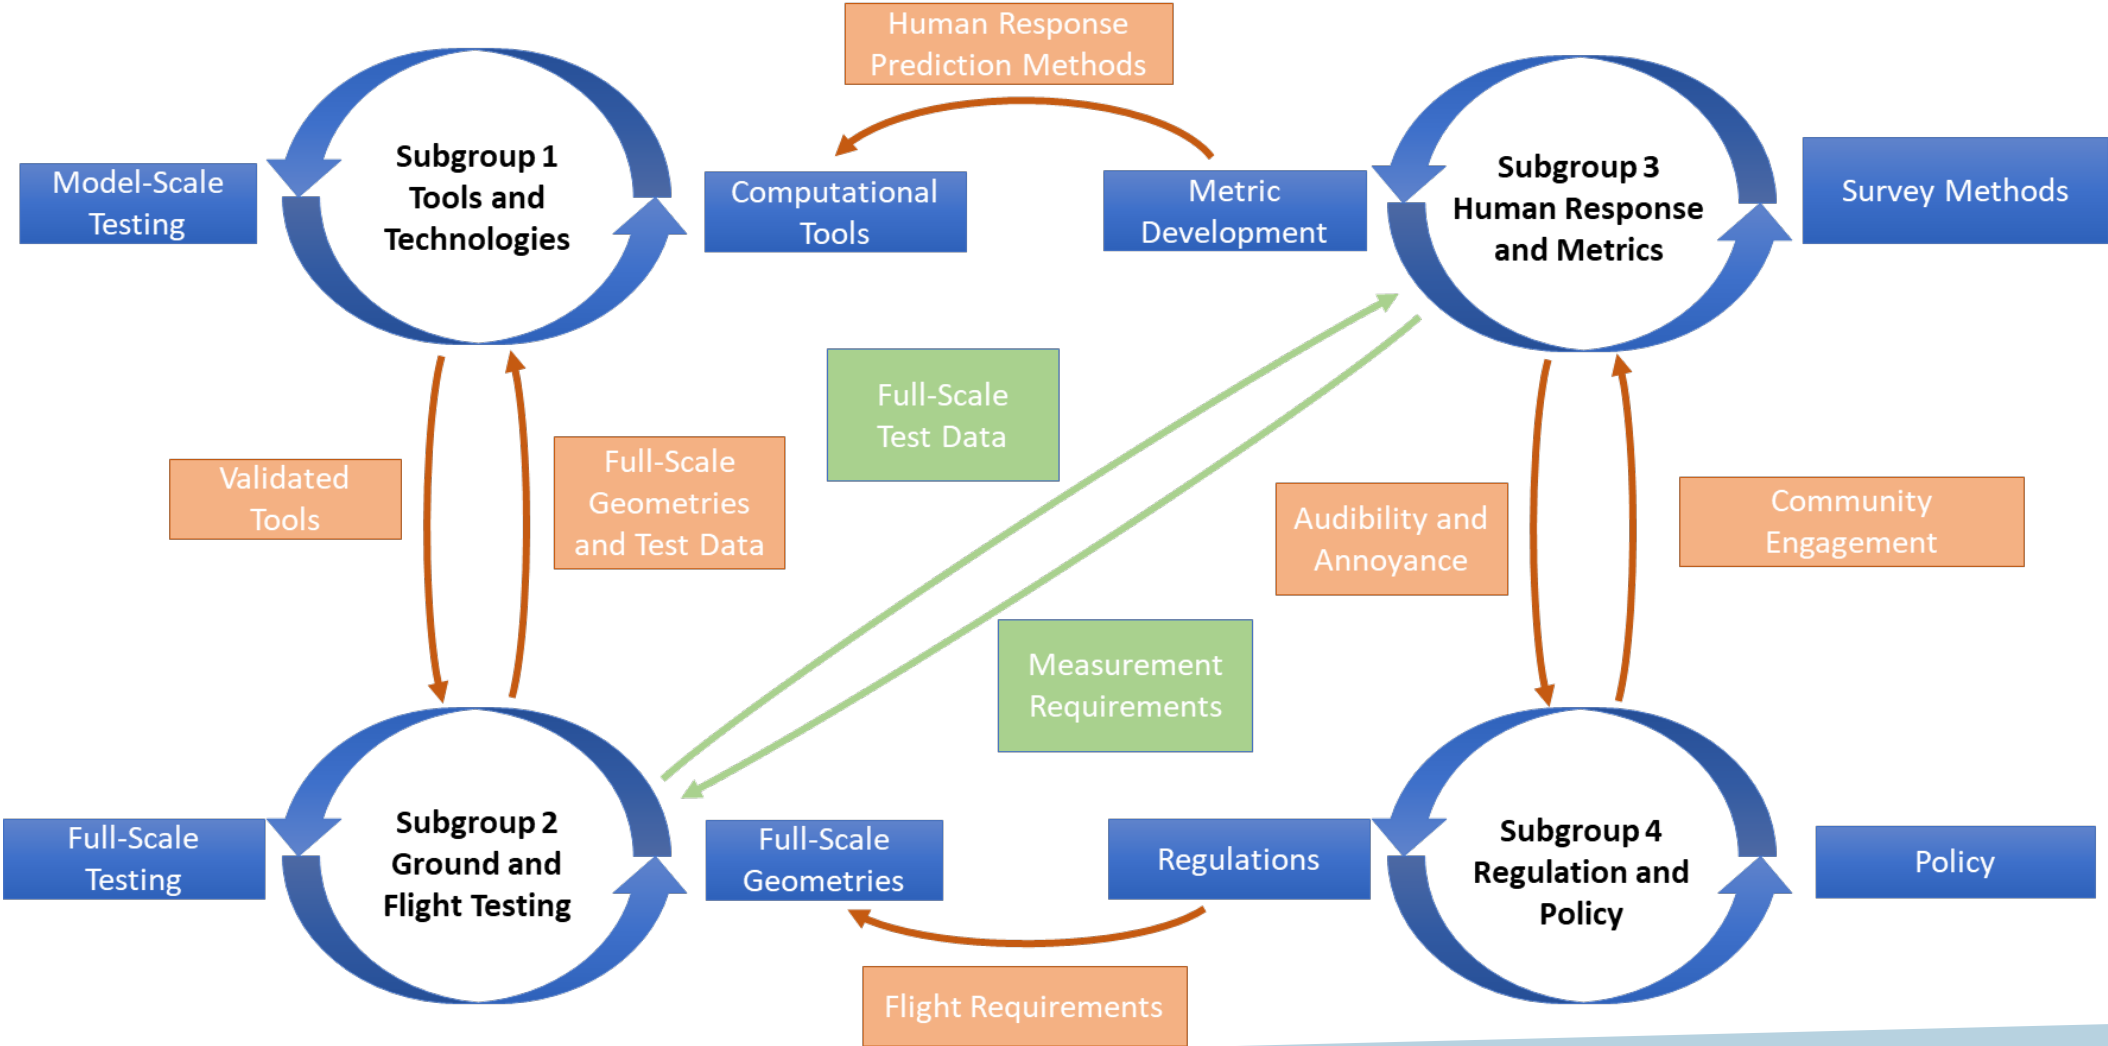 Human Response
Prediction Methods
Subgroup 1
Tools and
Technologies
Model-Scale
Testing
Computational
Tools
Metric
Development
Subgroup 3
Human Response
and Metrics
Survey Methods
Full-Scale
Test Data
Validated
Tools
Full-Scale
Geometries
and Test Data
Audibility and
Annoyance
Community
Engagement
Measurement
Requirements
Full-Scale
Testing
Subgroup 2
Ground and
Flight Testing
Full-Scale
Geometries
Regulations
Subgroup 4
Regulation and
Policy
Policy
Flight Requirements